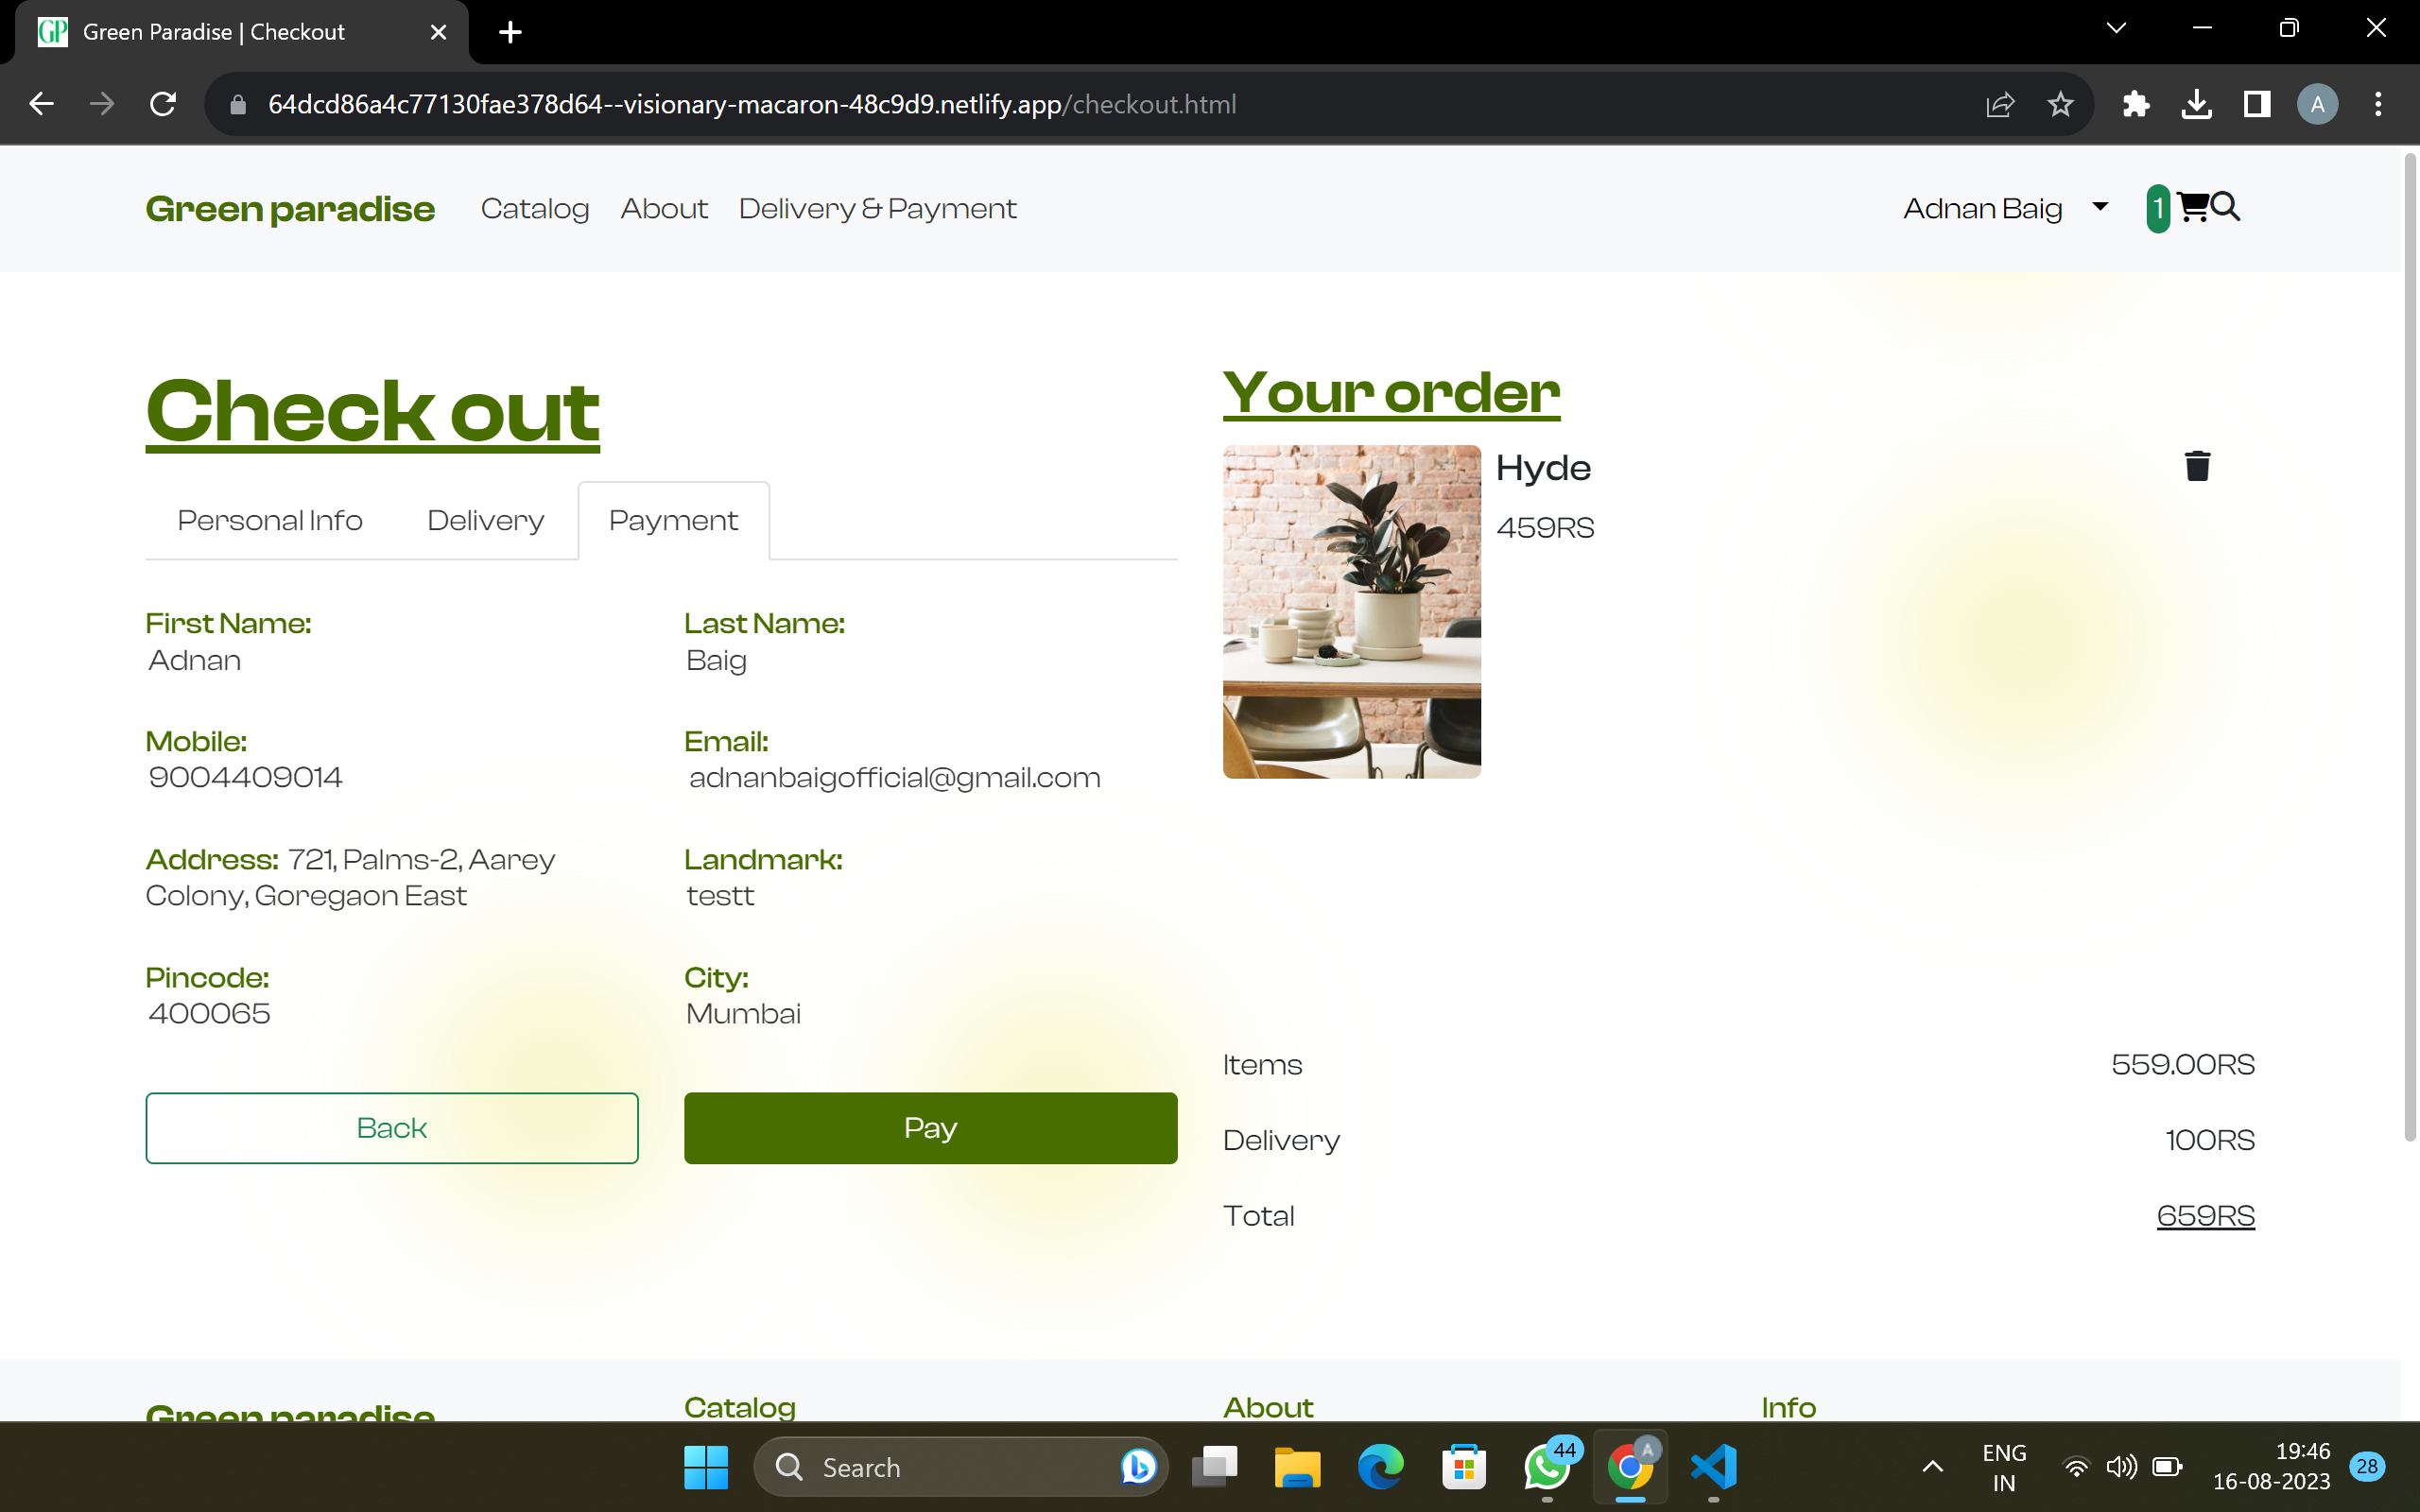 GP Green Paradise | Checkout
64dcd86a4c77130fae378d64--visionary-macaron-48c9d9.netlify.app/checkout.html
A
Green paradise Catalog About Delivery & Payment Adnan Baig 1
Check out
Personal Info Delivery Payment
First Name: Last Name:
Adnan Baig
Mobile: Email:
9004409014 adnanbaigofficial@gmail.com
Address: 721, Palms-2, Aarey Landmark:
Colony, Goregaon East testt
Pincode: City:
400065 Mumbai
Back Pay
Your order
Hyde
459RS
Items 559.00RS
Delivery 100RS
Total 659RS
Green paradise Catalog About Info
Search 44 A ENG 19:46
IN 16-08-2023 28